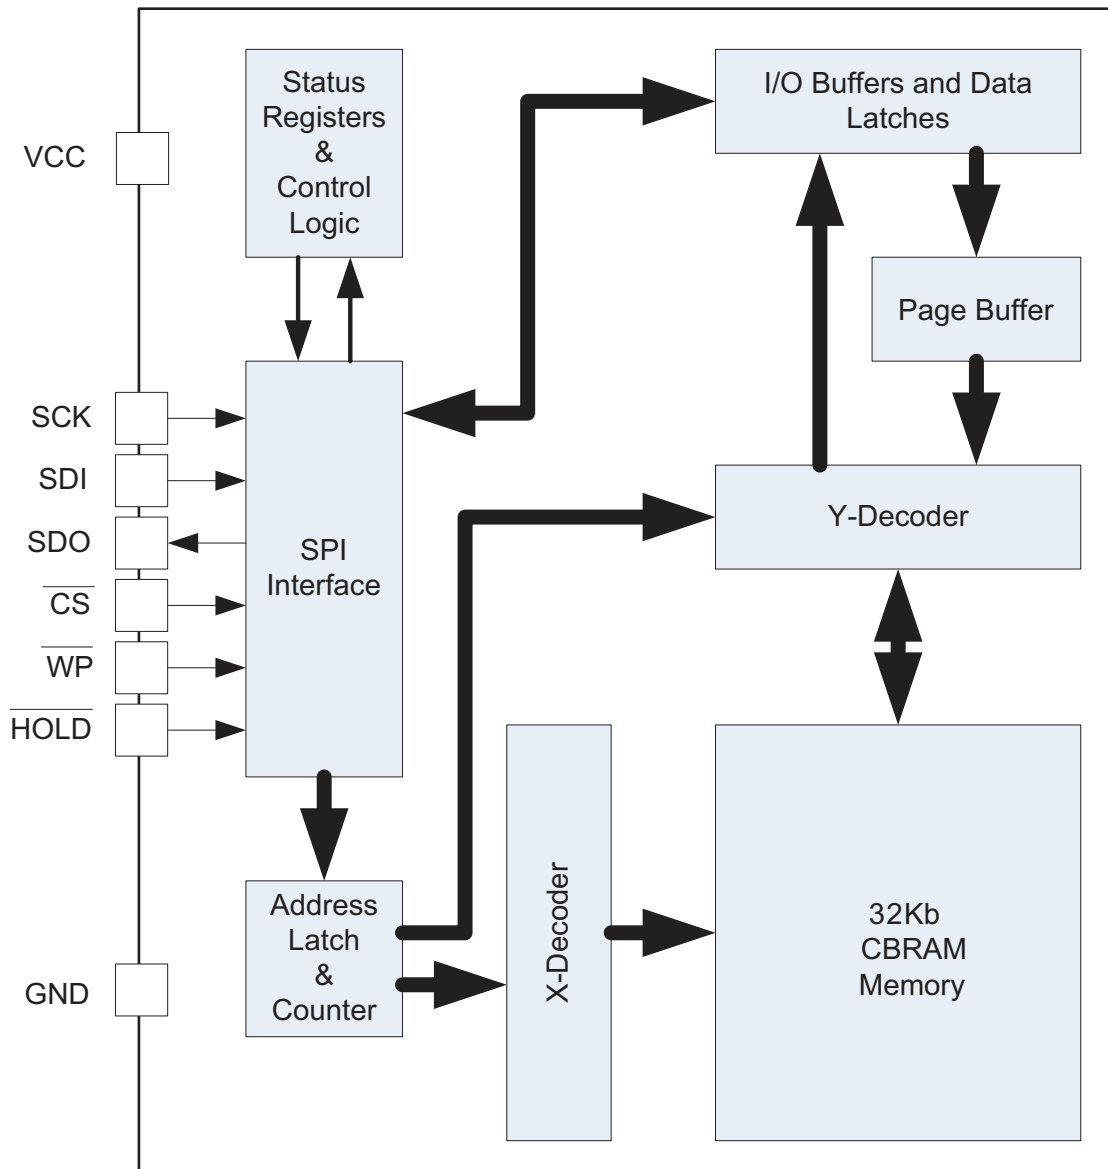 Status
Registers
&
Control
Logic
I/O Buffers and Data
Latches
VCC
Page Buffer
SCK
SDI
SDO
CS
WP
HOLD
SPI
Interface
Y-Decoder
Address
Latch
&
Counter
X-Decoder
32Kb
CBRAM
Memory
GND